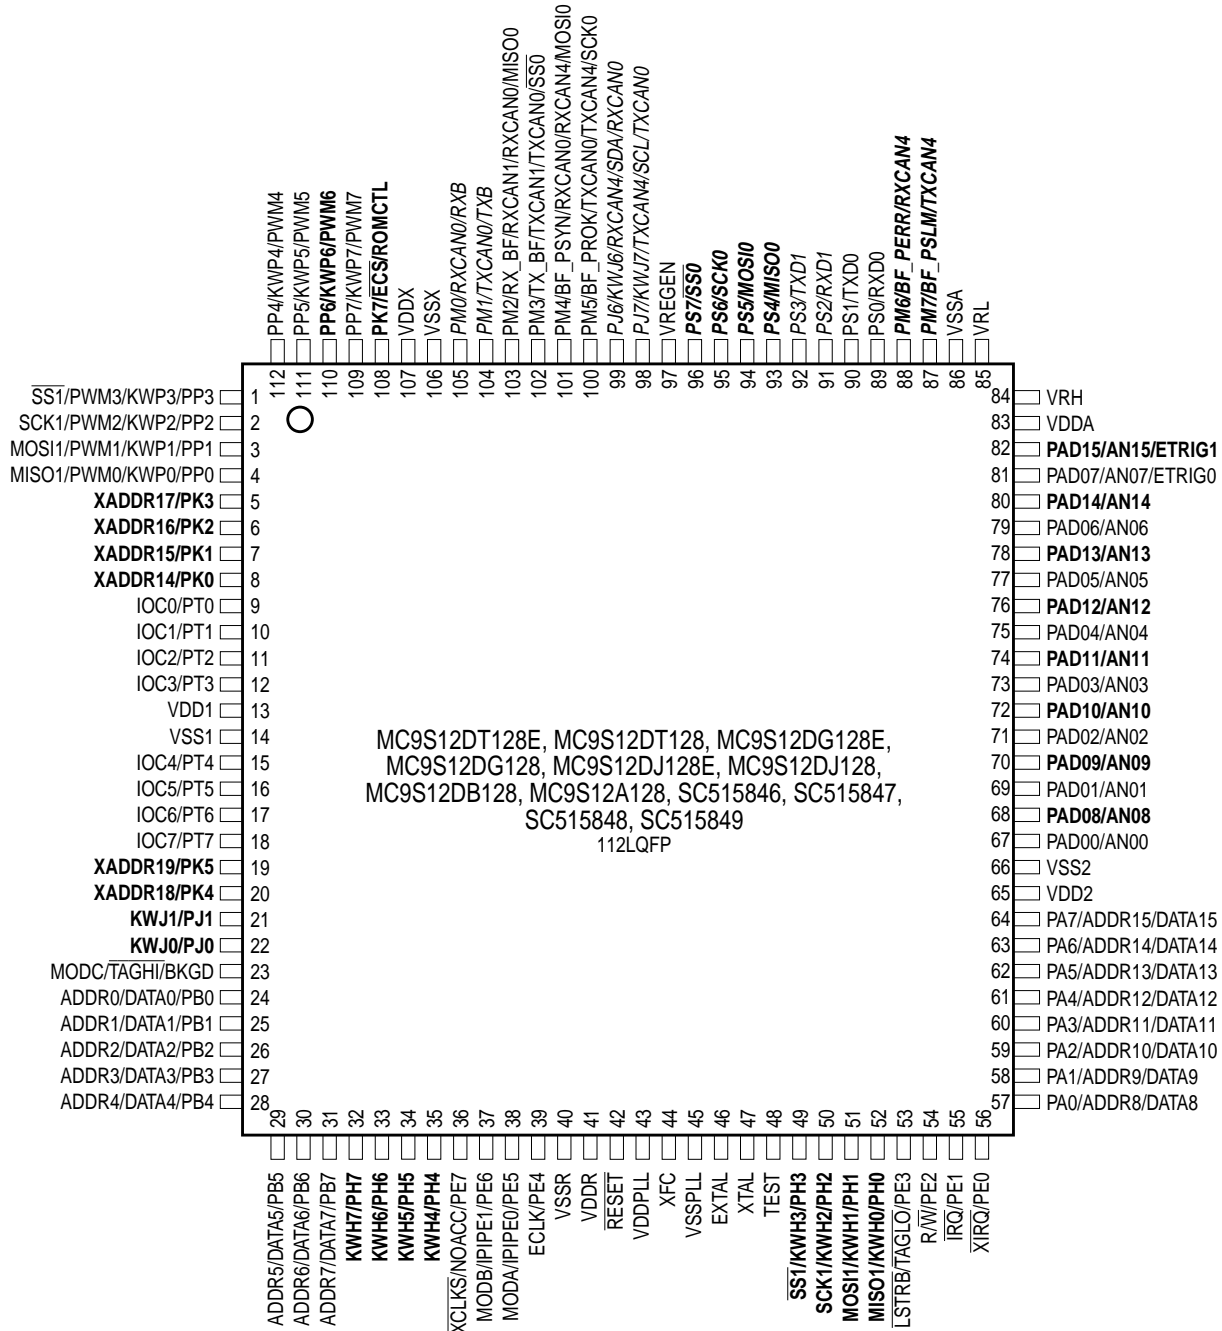 PP4/KWP4/PWM4
PP5/KWP5/PWM5
PP6/KWP6/PWM6
PP7/KWP7/PWM7
PK7/ECS/ROMCTL
VDDX
VSSX
PM0/RXCAN0/RXB
PM1/TXCAN0/TXB
PM2/RX_BF/RXCAN1/RXCAN0/MISO0
PM3/TX_BF/TXCAN1/TXCAN0/SS0
PM4/BF_PSYN/RXCAN0/RXCAN4/MOSI0
PM5/BF_PROK/TXCAN0/TXCAN4/SCK0
PJ6/KWJ6/RXCAN4/SDA/RXCAN0
PJ7/KWJ7/TXCAN4/SCL/TXCAN0
VREGEN
PS7/SS0
PS6/SCK0
PS5/MOSI0
PS4/MISO0
PS3/TXD1
PS2/RXD1
PS1/TXD0
PS0/RXD0
PM6/BF_PERR/RXCAN4
PM7/BF_PSLM/TXCAN4
VSSA
VRL
112
111
110
109
108
107
106
105
104
103
102
101
100
99
98
97
96
95
94
93
92
91
90
89
88
87
86
85
SS1/PWM3/KWP3/PP3 1
SCK1/PWM2/KWP2/PP2 2
MOSI1/PWM1/KWP1/PP1 3
MISO1/PWM0/KWP0/PP0 4
XADDR17/PK3 5
XADDR16/PK2 6
XADDR15/PK1 7
XADDR14/PK0 8
IOC0/PT0 9
IOC1/PT1 10
IOC2/PT2 11
IOC3/PT3 12
VDD1 13
VSS1 14
IOC4/PT4 15
IOC5/PT5 16
IOC6/PT6 17
IOC7/PT7 18
XADDR19/PK5 19
XADDR18/PK4 20
KWJ1/PJ1 21
KWJ0/PJ0 22
MODC/TAGHI/BKGD 23
ADDR0/DATA0/PB0 24
ADDR1/DATA1/PB1 25
ADDR2/DATA2/PB2 26
ADDR3/DATA3/PB3 27
ADDR4/DATA4/PB4 28
MC9S12DT128E, MC9S12DT128, MC9S12DG128E,
MC9S12DG128, MC9S12DJ128E, MC9S12DJ128,
MC9S12DB128, MC9S12A128, SC515846, SC515847,
SC515848, SC515849
112LQFP
84 VRH
83 VDDA
82 PAD15/AN15/ETRIG1
81 PAD07/AN07/ETRIG0
80 PAD14/AN14
79 PAD06/AN06
78 PAD13/AN13
77 PAD05/AN05
76 PAD12/AN12
75 PAD04/AN04
74 PAD11/AN11
73 PAD03/AN03
72 PAD10/AN10
71 PAD02/AN02
70 PAD09/AN09
69 PAD01/AN01
68 PAD08/AN08
67 PAD00/AN00
66 VSS2
65 VDD2
64 PA7/ADDR15/DATA15
63 PA6/ADDR14/DATA14
62 PA5/ADDR13/DATA13
61 PA4/ADDR12/DATA12
60 PA3/ADDR11/DATA11
59 PA2/ADDR10/DATA10
58 PA1/ADDR9/DATA9
57 PA0/ADDR8/DATA8
29
30
31
32
33
34
35
36
37
38
39
40
41
42
43
44
45
46
47
48
49
50
51
52
53
54
55
56
ADDR5/DATA5/PB5
ADDR6/DATA6/PB6
ADDR7/DATA7/PB7
KWH7/PH7
KWH6/PH6
KWH5/PH5
KWH4/PH4
XCLKS/NOACC/PE7
MODB/IPIPE1/PE6
MODA/IPIPE0/PE5
ECLK/PE4
VSSR
VDDR
RESET
VDDPLL
XFC
VSSPLL
EXTAL
XTAL
TEST
SS1/KWH3/PH3
SCK1/KWH2/PH2
MOSI1/KWH1/PH1
MISO1/KWH0/PH0
LSTRB/TAGLO/PE3
R/W/PE2
IRQ/PE1
XIRQ/PE0